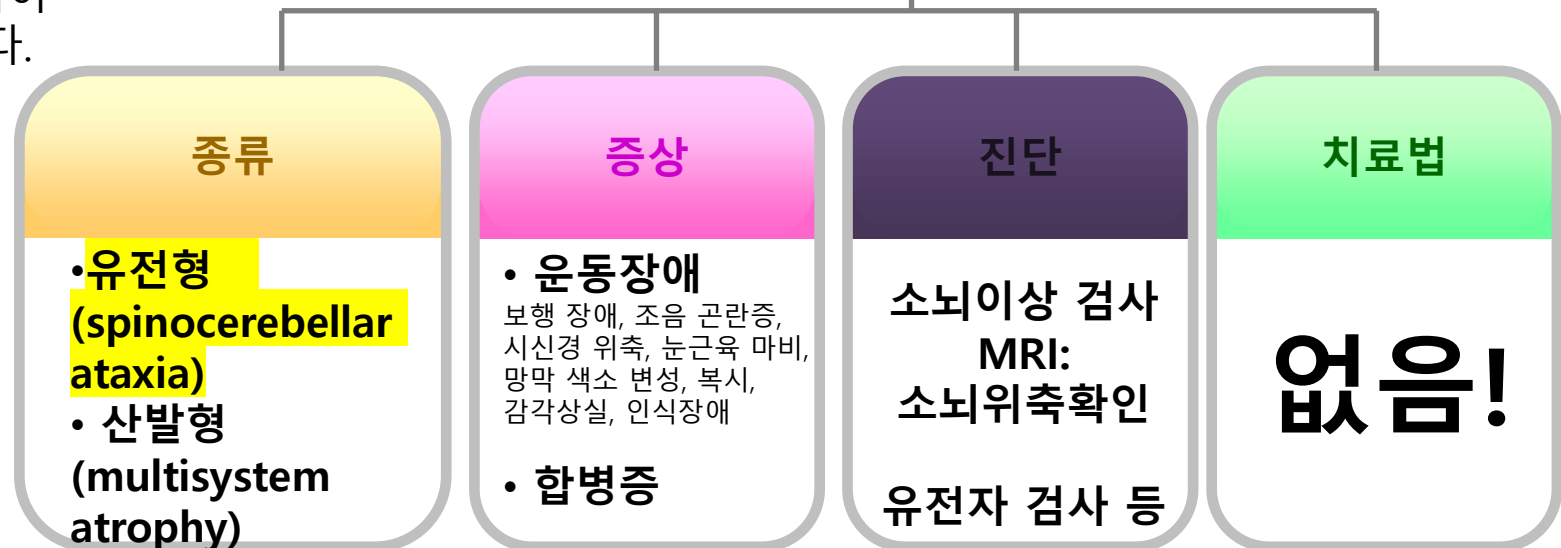 다.
종류
•유전형
(spinocerebellar
ataxia)
• 산발형
(multisystem
atrophy)
증상
• 운동장애
보행 장애, 조음 곤란증,
시신경 위축, 눈근육 마비,
망막 색소 변성, 복시,
감각상실, 인식장애
• 합병증
진단
소뇌이상 검사
MRI:
소뇌위축확인
유전자 검사 등
치료법
없음!